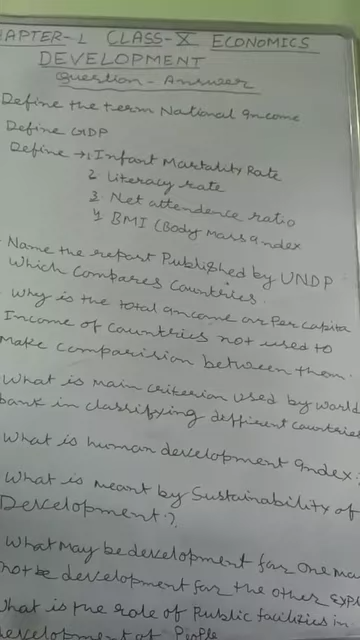 HAPTER-1 CLASS-X ECONOMICS
DEVELOPMENT
Question-Answer
Define the term National Income
Define GDP
Define → 1. Infant Martality Rate
2. Literacy rate
3. Net attendence ratio
4. BMI (Body Mass Index
Name the report Published by UNDP
which compares Countries.
Why is the total income or Per capita
Income of countries not used to
make comparision between them.
What is main criterion used by world
bank in classifying defferent countries
What is human development Index?
What is meant by Sustainability of
Development?
What may be development for one ma
not be development for the other Expl
What is the role of Public facilities in
development of People